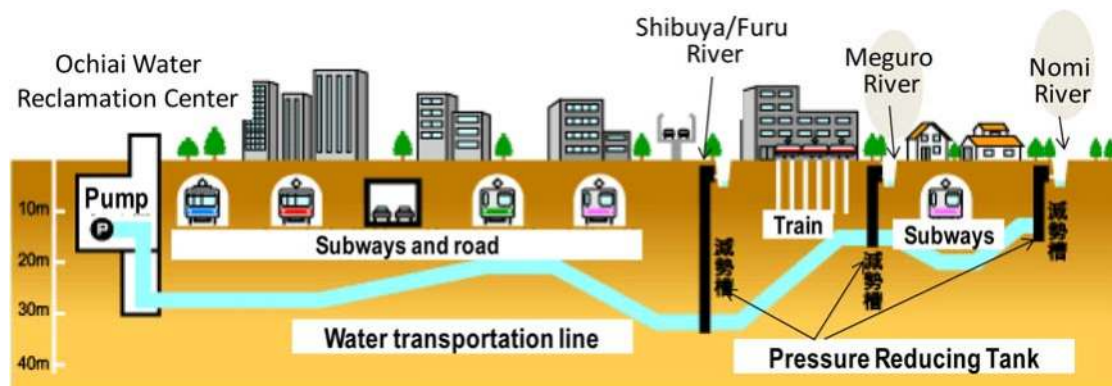 Ochiai Water
Reclamation Center
Shibuya/Furu
River
Meguro
River
Nomi
River
Pump
P
10m
20m
30m
40m
Subways and road
Train
Subways
減勢槽
減勢槽
減勢槽
Water transportation line
Pressure Reducing Tank